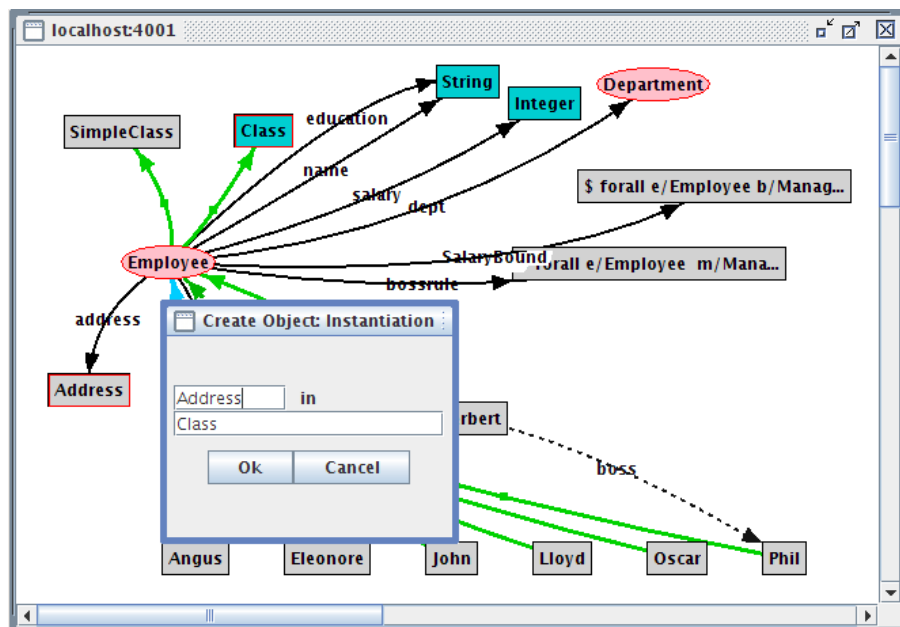 localhost:4001
String
Department
Integer
education
SimpleClass
Class
name
$ forall e/Employee b/Manag...
salary
dept
Employee
SalaryBound
forall e/Employee m/Mana...
bossrule
address
Create Object: Instantiation
Address
Address in
Class
rbert
Ok Cancel
boss
Angus Eleonore John Lloyd Oscar Phil